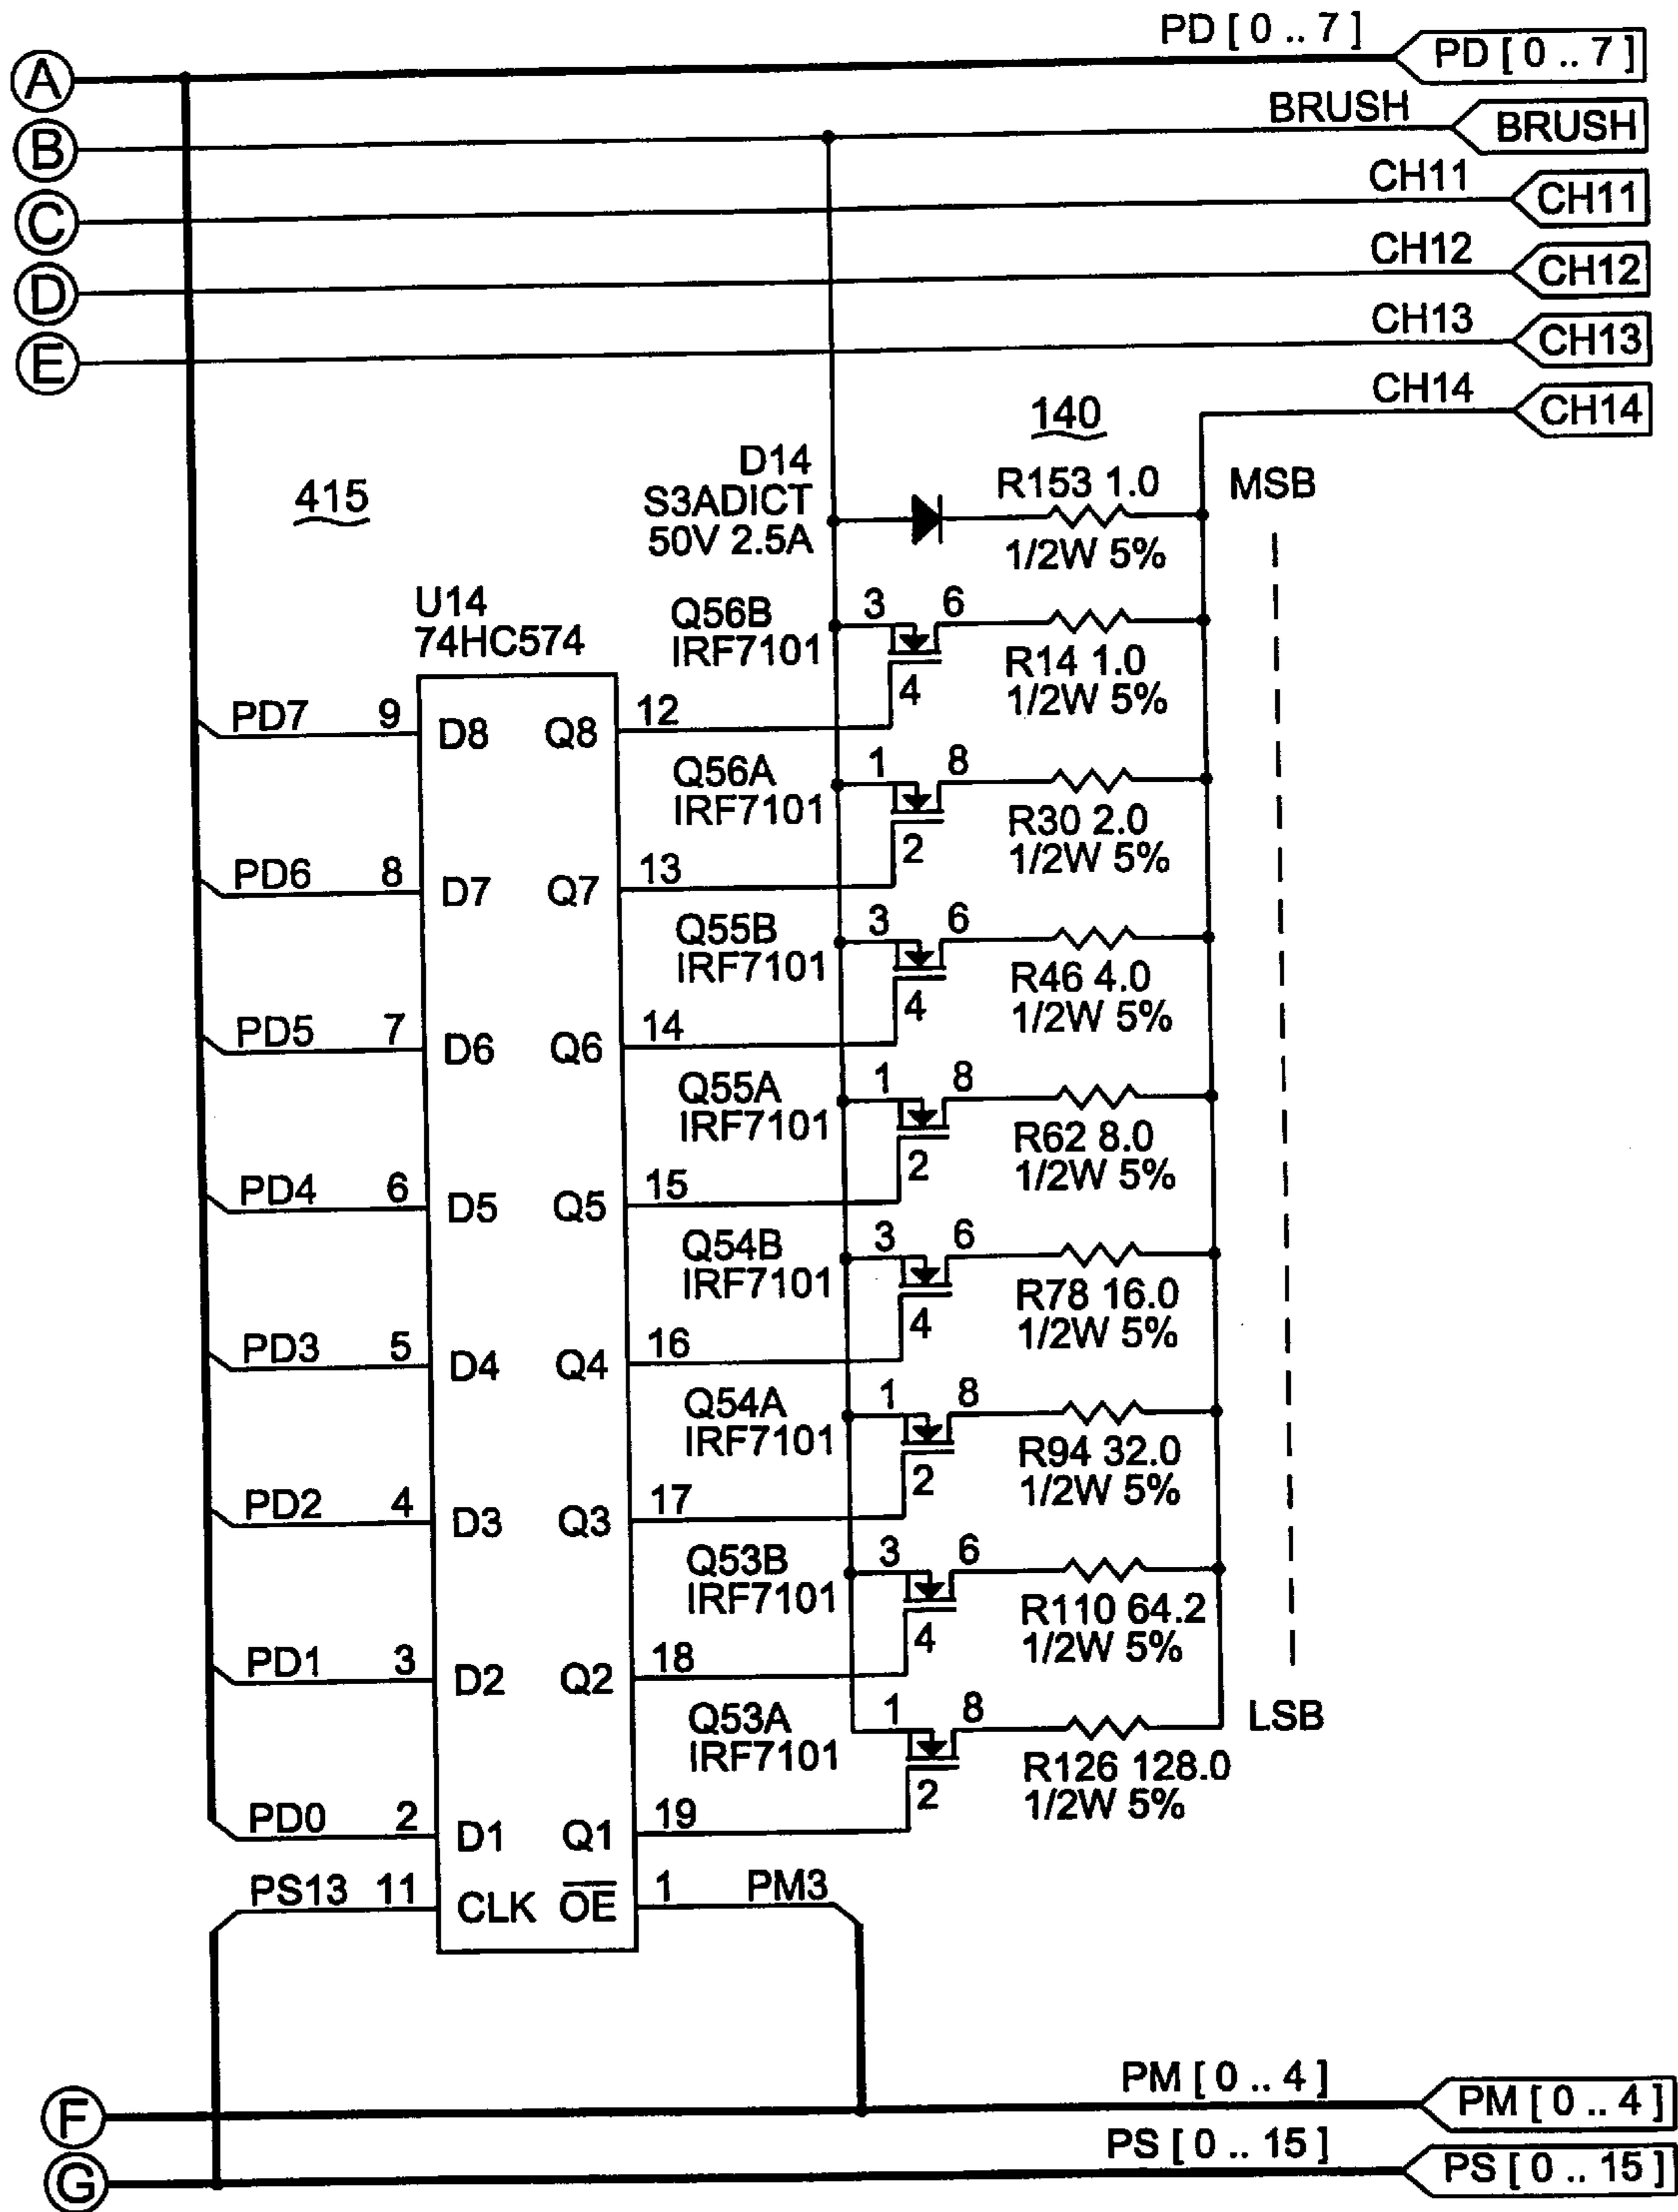 PD [ 0 .. 7 ]
A
PD [ 0 .. 7 ]
BRUSH
B
BRUSH
CH11
C
CH11
CH12
D
CH12
CH13
E
CH13
CH14
CH14
140
415
D14
S3ADICT
50V 2.5A
R153 1.0
1/2W 5%
MSB
U14
74HC574
Q56B
IRF7101
3
6
4
R14 1.0
1/2W 5%
PD7
9
D8
Q8
12
Q56A
IRF7101
1
8
2
R30 2.0
1/2W 5%
PD6
8
D7
Q7
13
Q55B
IRF7101
3
6
4
R46 4.0
1/2W 5%
PD5
7
D6
Q6
14
Q55A
IRF7101
1
8
2
R62 8.0
1/2W 5%
PD4
6
D5
Q5
15
Q54B
IRF7101
3
6
4
R78 16.0
1/2W 5%
PD3
5
D4
Q4
16
Q54A
IRF7101
1
8
2
R94 32.0
1/2W 5%
PD2
4
D3
Q3
17
Q53B
IRF7101
3
6
4
R110 64.2
1/2W 5%
PD1
3
D2
Q2
18
Q53A
IRF7101
1
8
2
LSB
R126 128.0
1/2W 5%
PD0
2
D1
Q1
19
PS13
11
CLK
OE
1
PM3
PM [ 0 .. 4 ]
F
PM [ 0 .. 4 ]
PS [ 0 .. 15 ]
G
PS [ 0 .. 15 ]